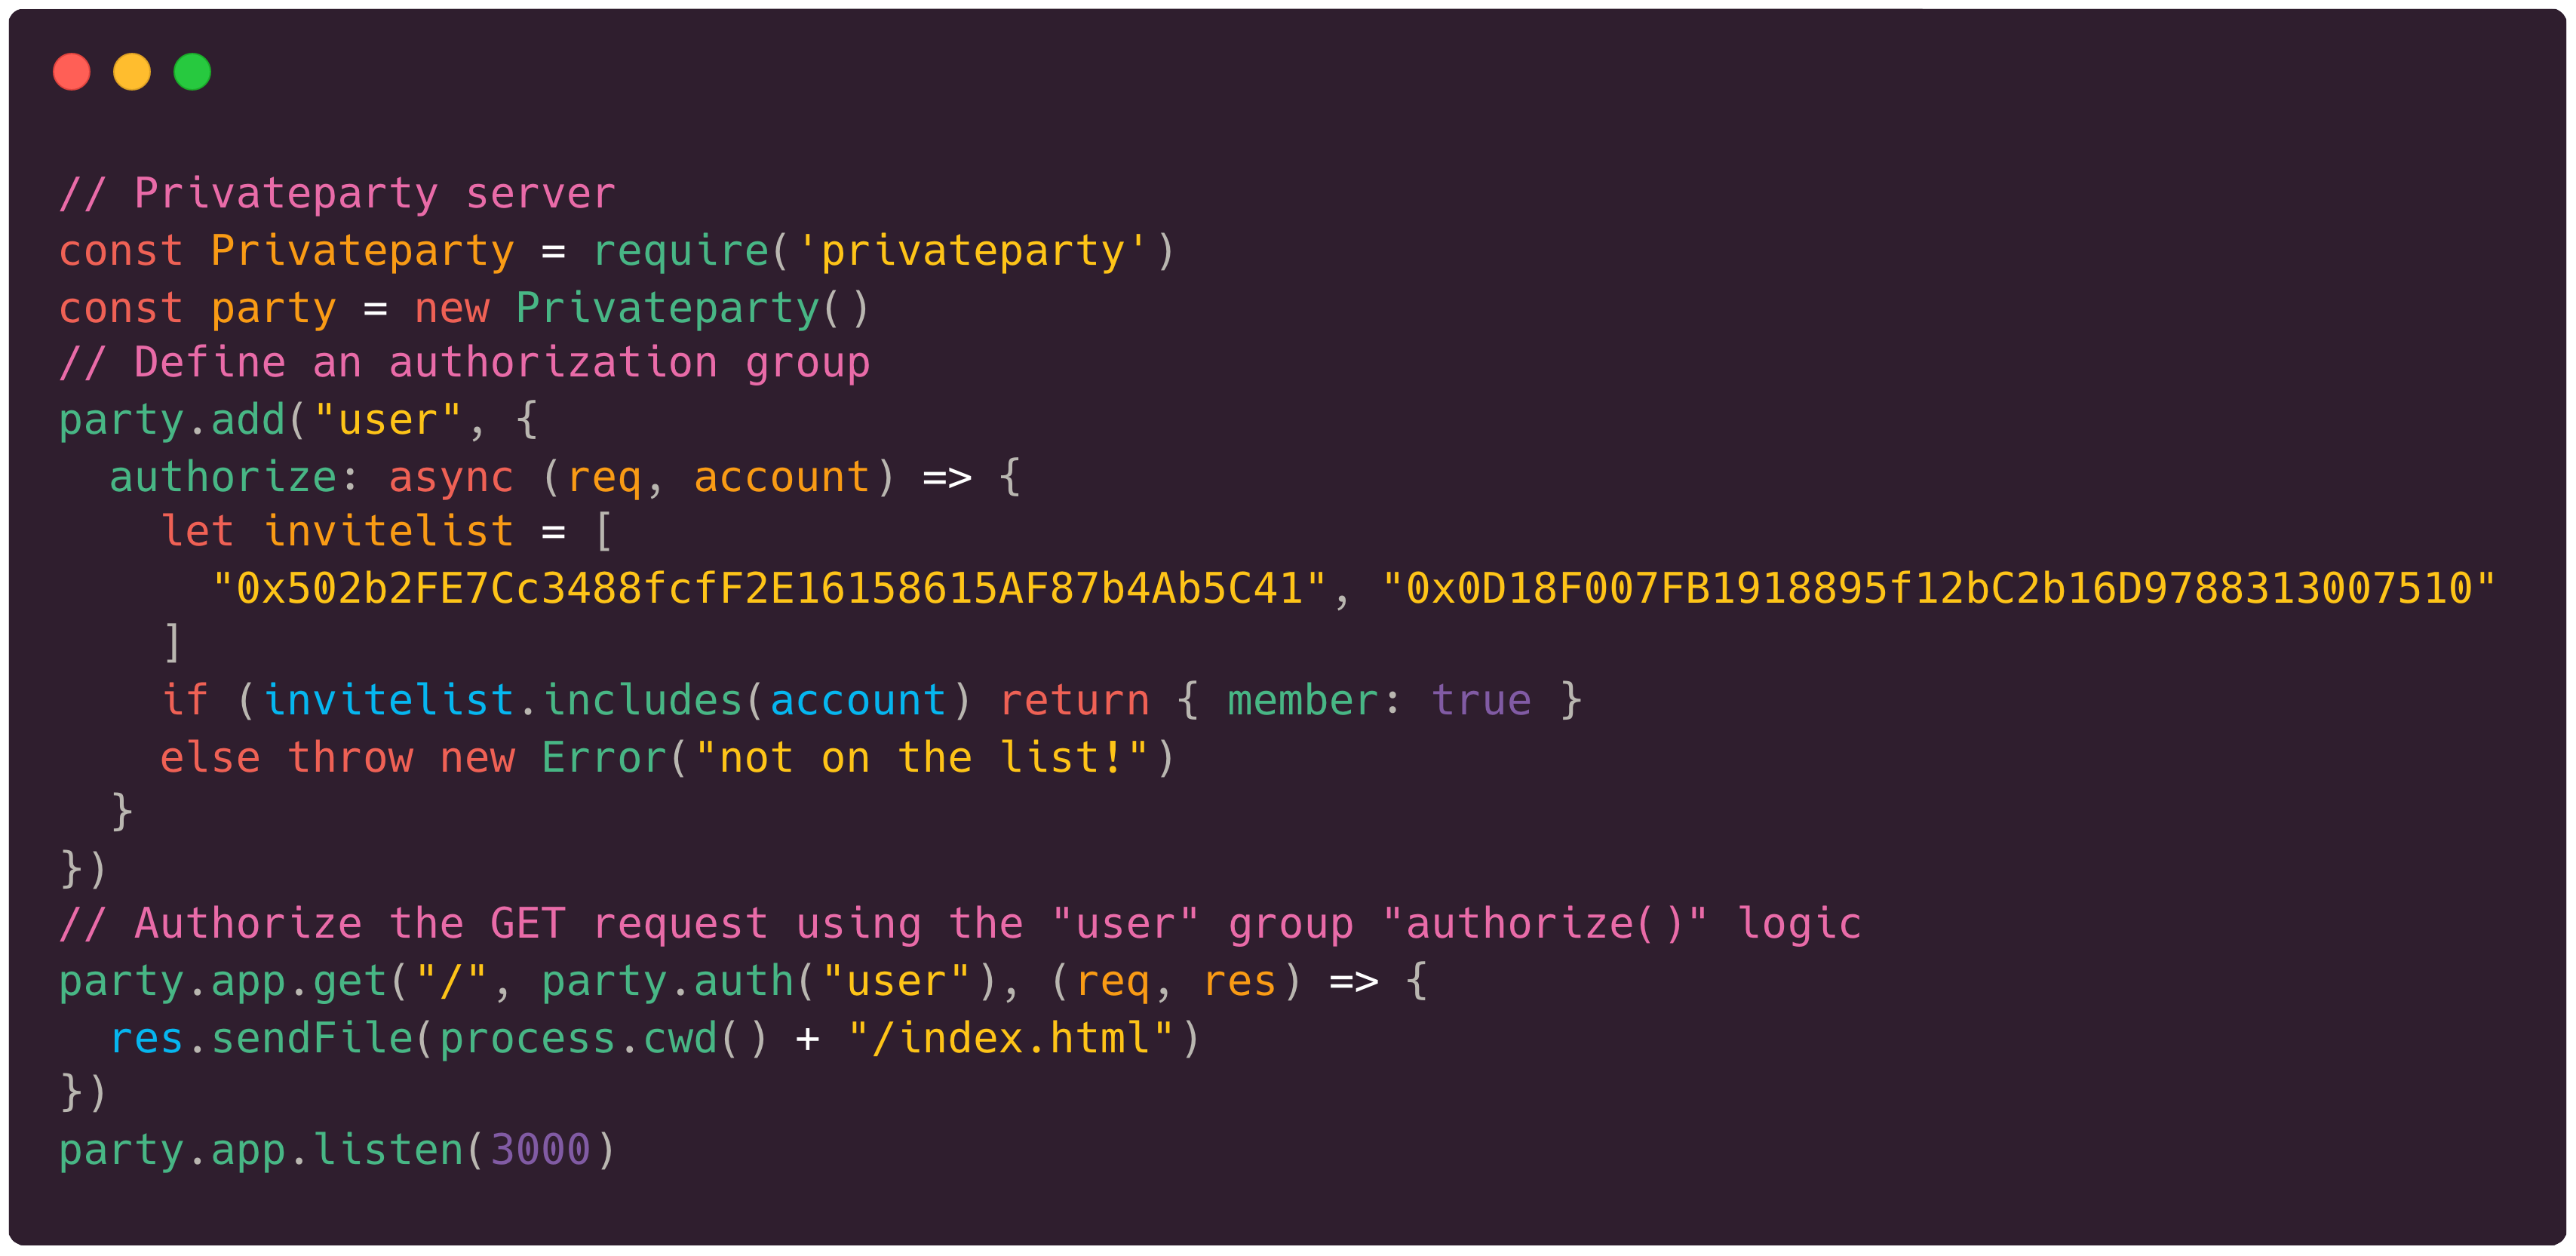 // Privateparty server
const Privateparty = require('privateparty')
const party = new Privateparty()
// Define an authorization group
party.add("user", {
  authorize: async (req, account) => {
    let invitelist = [
      "0x502b2FE7Cc3488fcfF2E16158615AF87b4Ab5C41", "0x0D18F007FB1918895f12bC2b16D9788313007510"
    ]
    if (invitelist.includes(account) return { member: true }
    else throw new Error("not on the list!")
  }
})
// Authorize the GET request using the "user" group "authorize()" logic
party.app.get("/", party.auth("user"), (req, res) => {
  res.sendFile(process.cwd() + "/index.html")
})
party.app.listen(3000)